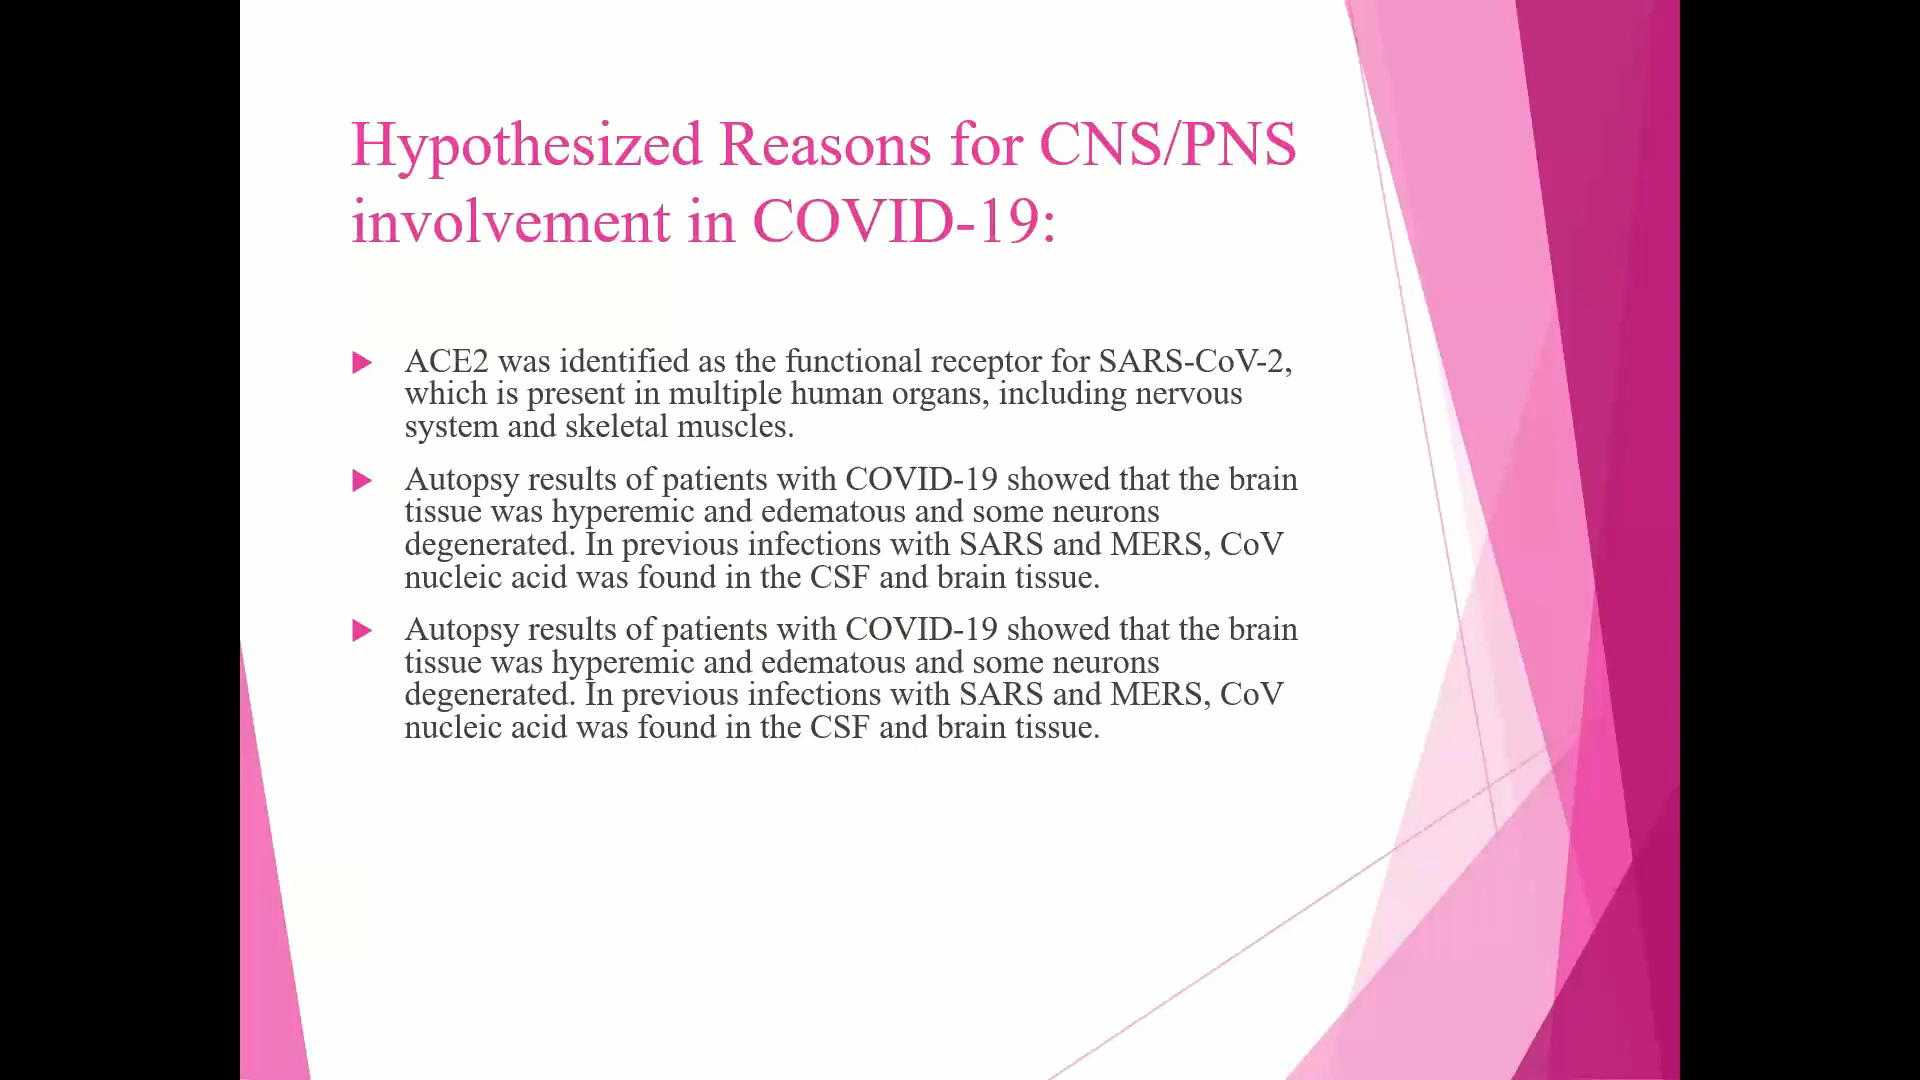 Hypothesized Reasons for CNS/PNS
involvement in COVID-19:
ACE2 was identified as the functional receptor for SARS-CoV-2,
which is present in multiple human organs, including nervous
system and skeletal muscles.
Autopsy results of patients with COVID-19 showed that the brain
tissue was hyperemic and edematous and some neurons
degenerated. In previous infections with SARS and MERS, CoV
nucleic acid was found in the CSF and brain tissue.
Autopsy results of patients with COVID-19 showed that the brain
tissue was hyperemic and edematous and some neurons
degenerated. In previous infections with SARS and MERS, CoV
nucleic acid was found in the CSF and brain tissue.